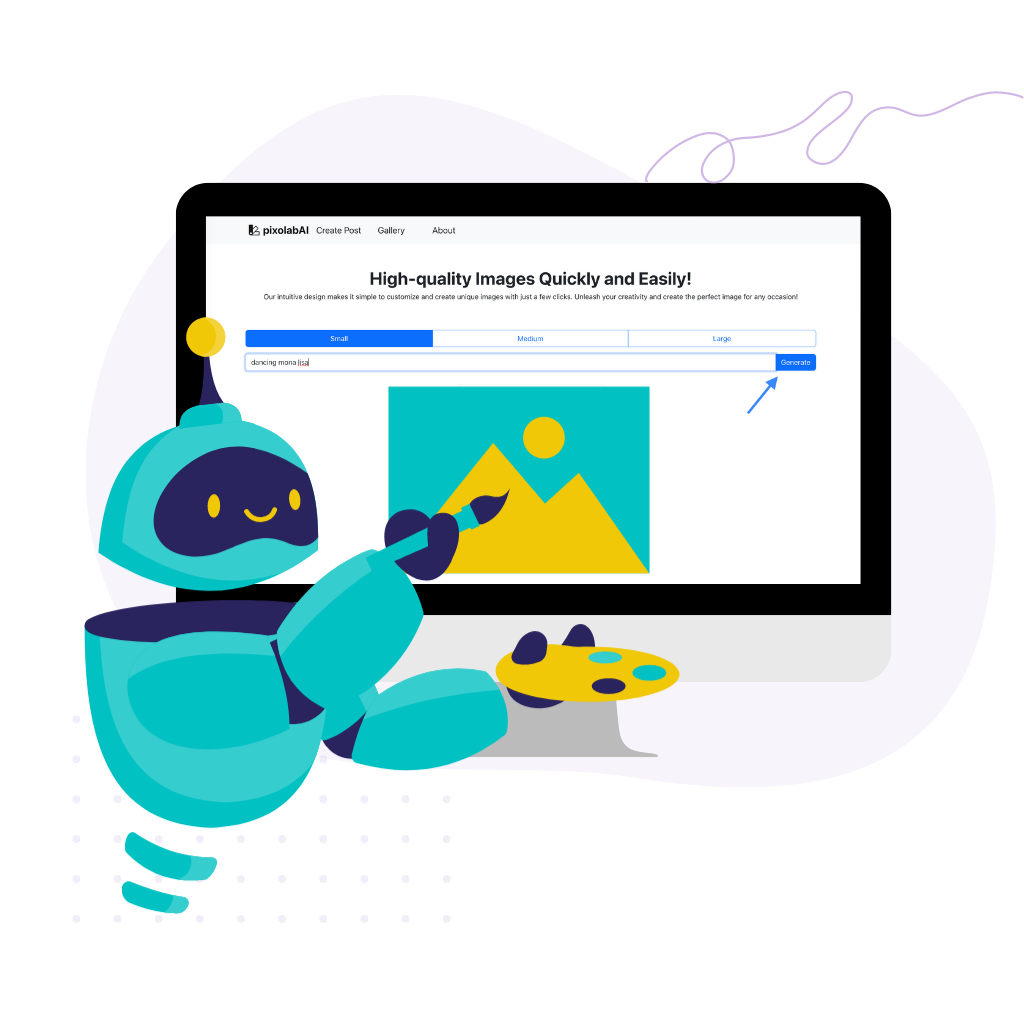 pixolabAI Create Post Gallery About
High-quality Images Quickly and Easily!
Our intuitive design makes it simple to customize and create unique images with just a few clicks. Unleash your creativity and create the perfect image for any occasion!
Small Medium Large
dancing mona lisa Generate